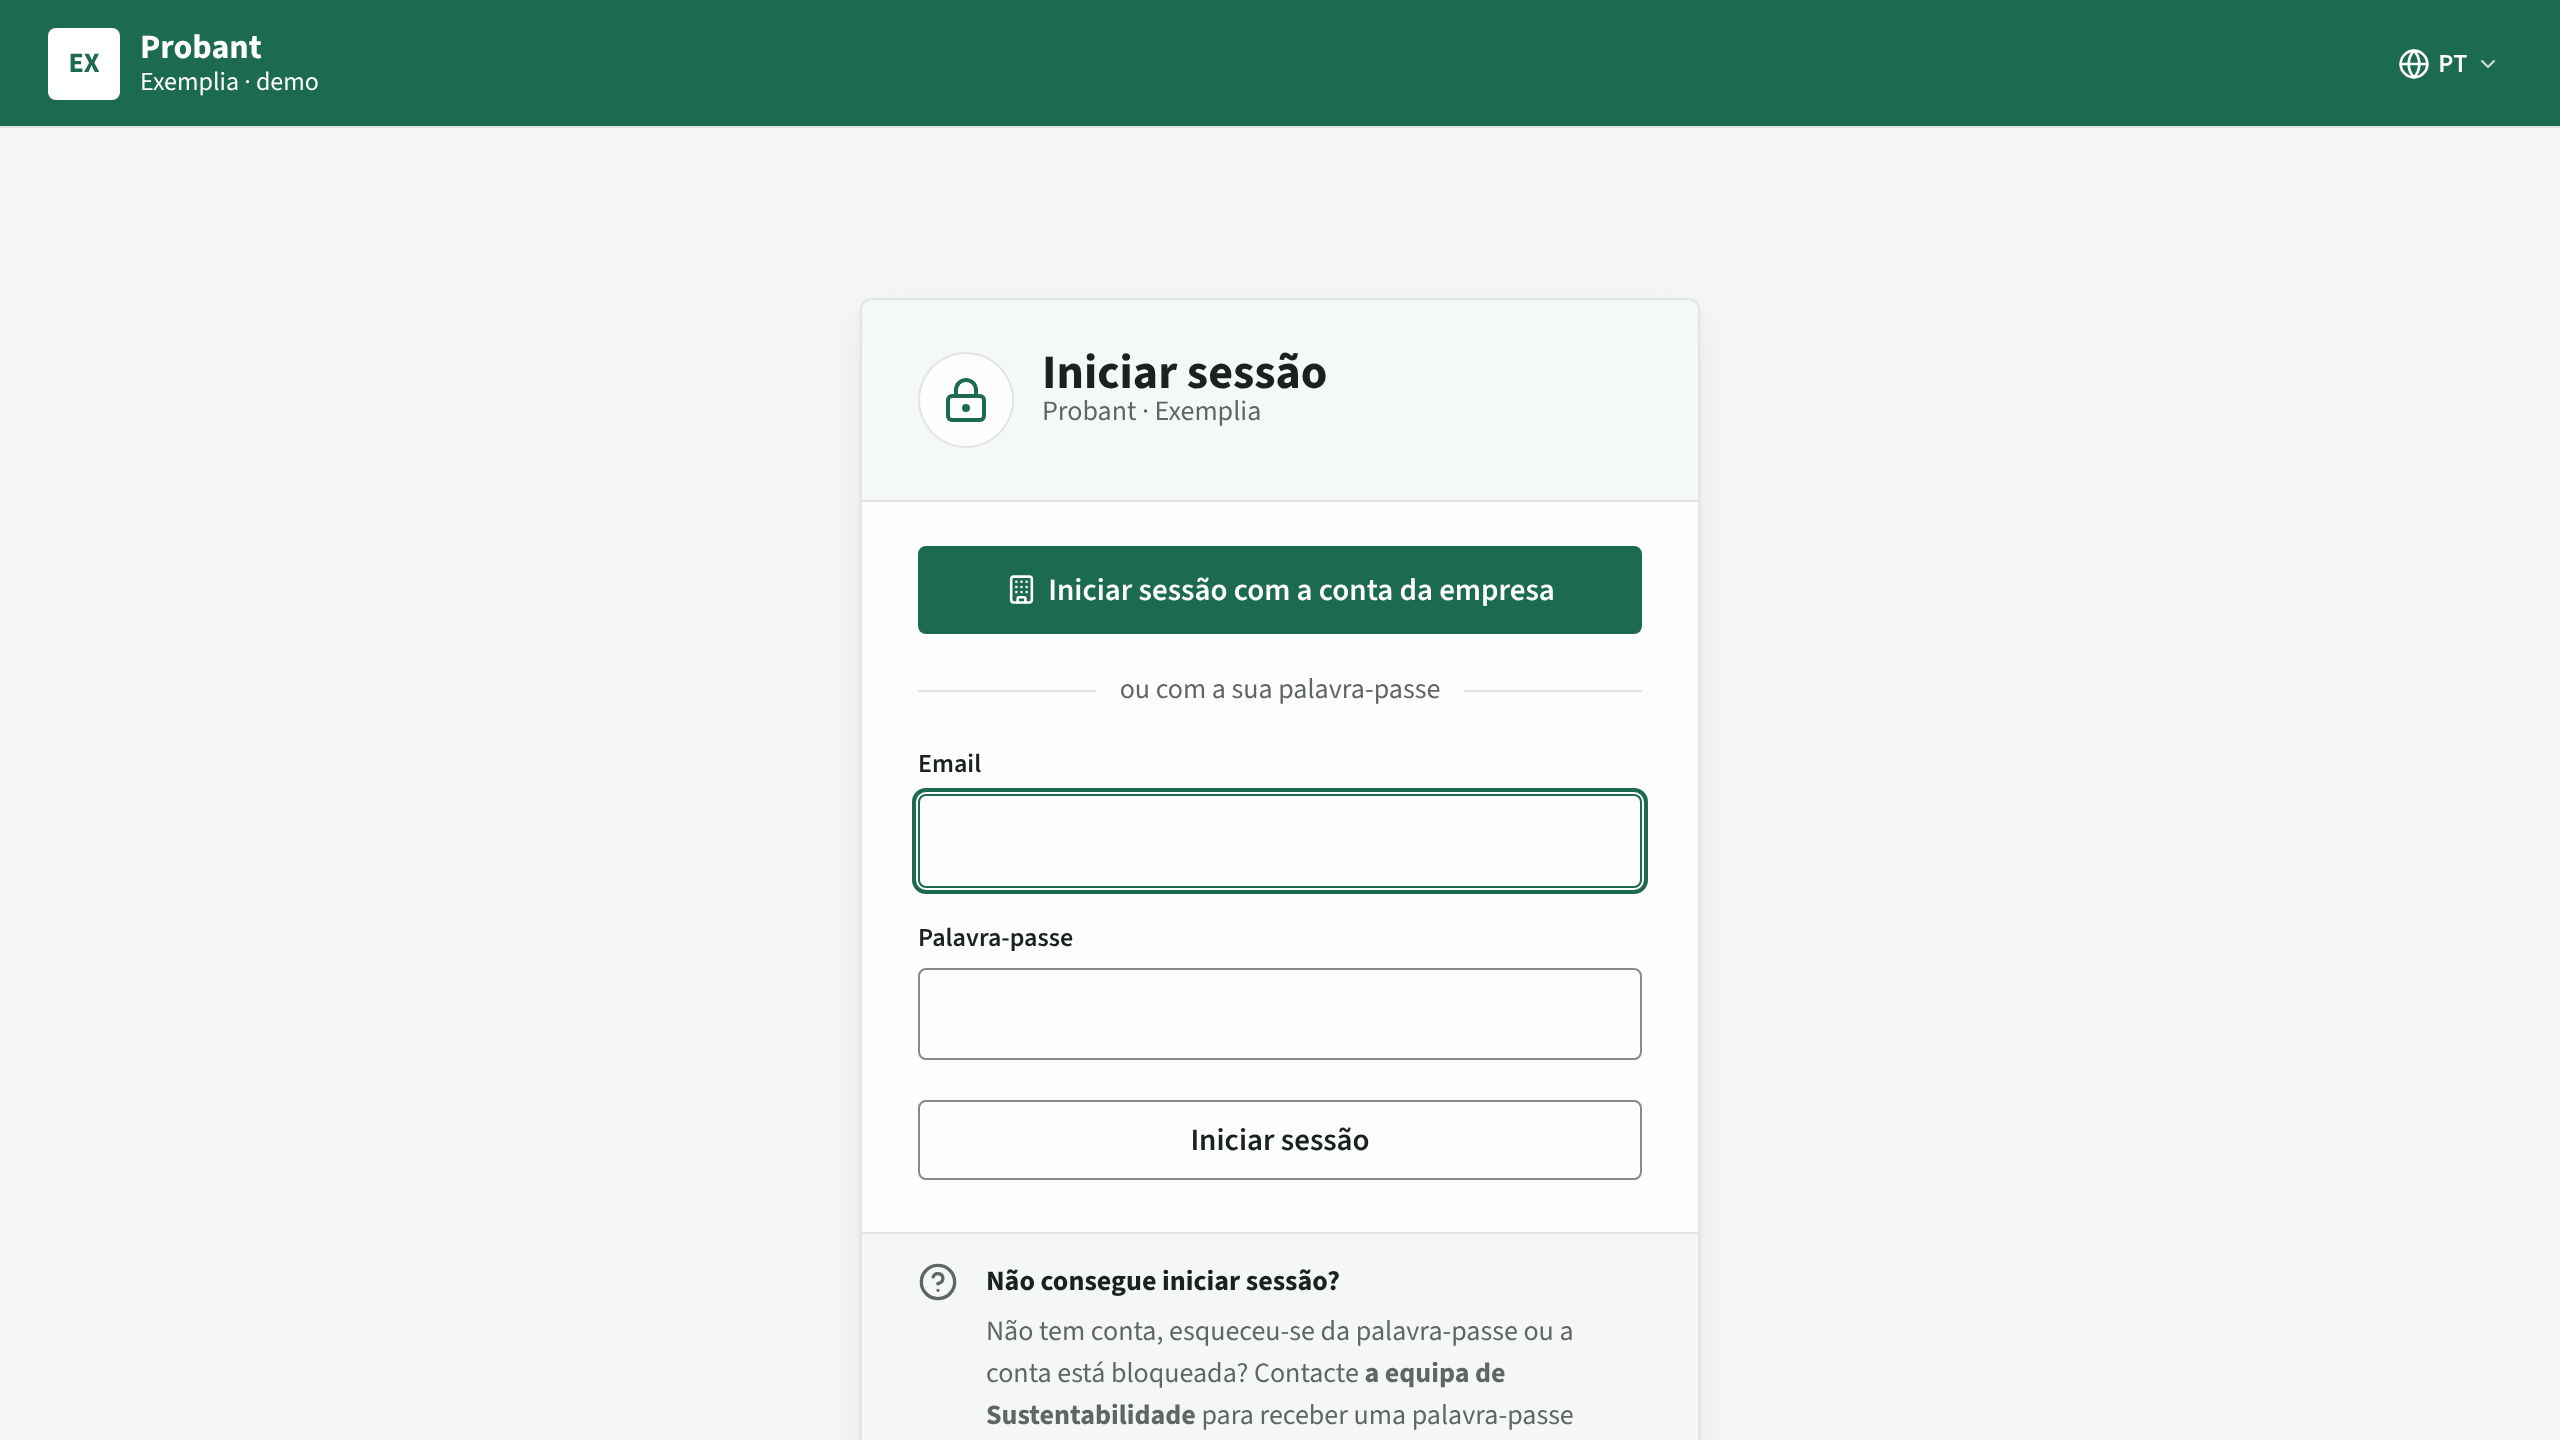 EX
Probant
Exemplia · demo
PT
Iniciar sessão
Probant · Exemplia
Iniciar sessão com a conta da empresa
ou com a sua palavra-passe
Email
Palavra-passe
Iniciar sessão
Não consegue iniciar sessão?
Não tem conta, esqueceu-se da palavra-passe ou a
conta está bloqueada? Contacte a equipa de
Sustentabilidade para receber uma palavra-passe